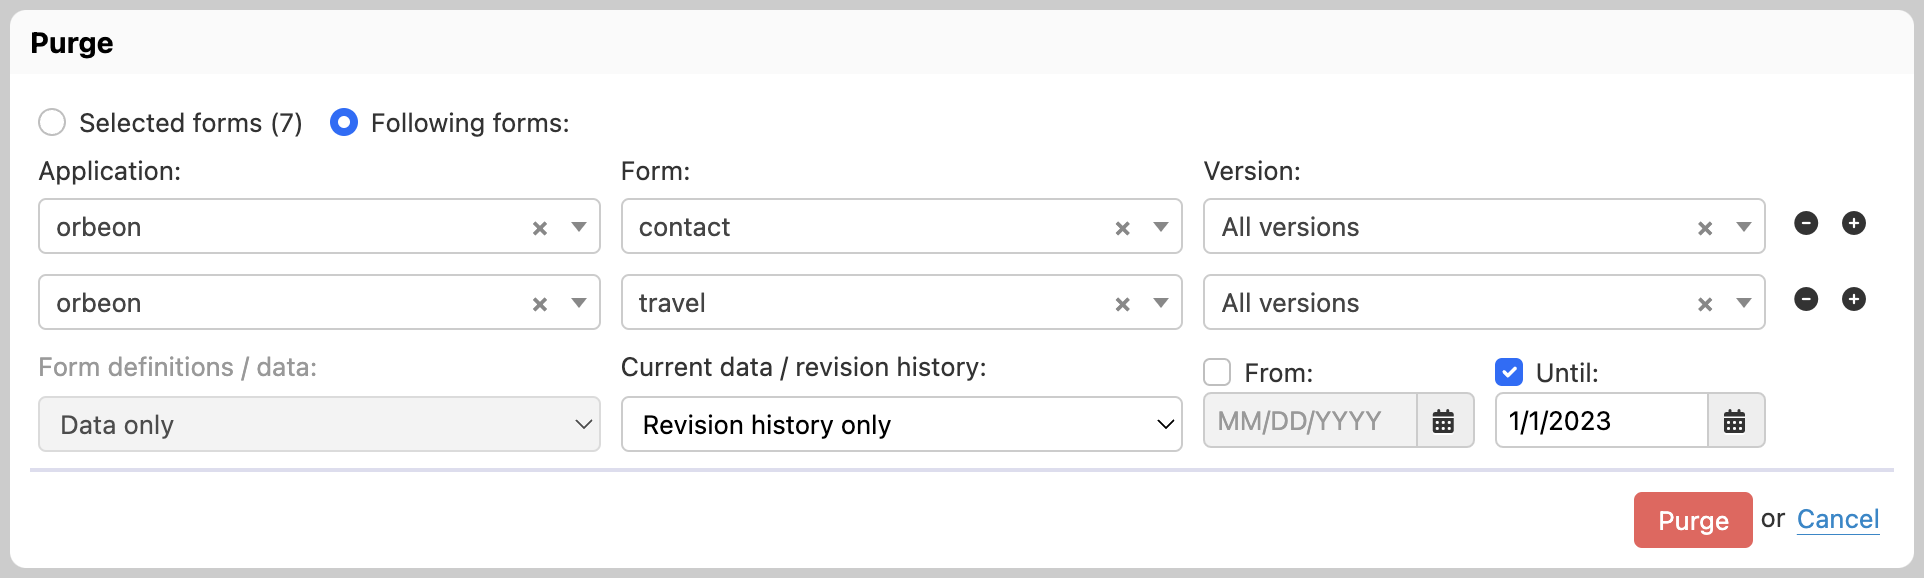 Purge
Selected forms (7) Following forms:
Application: Form: Version:
orbeon × contact × All versions ×
orbeon × travel × All versions ×
Form definitions / data: Current data / revision history: From: Until:
Data only Revision history only MM/DD/YYYY 1/1/2023
Purge or Cancel